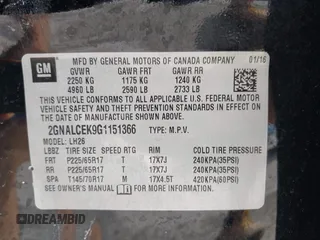 GM
MFD BY GENERAL MOTORS OF CANADA COMPANY 01/16
GVWR GAWR FRT GAWR RR
2250 KG 1175 KG 1240 KG
4960 LB 2590 LB 2733 LB
THIS VEHICLE CONFORMS TO ALL APPLICABLE U.S. FEDERAL MOTOR
VEHICLE SAFETY AND THEFT PREVENTION STANDARDS IN EFFECT
ON THE DATE OF MANUFACTURE SHOWN ABOVE.
2GNALCEK9G1151366 TYPE: M.P.V.
MODEL: LH26
LBBZ TIRE SIZE SPEED RTG RIM COLD TIRE PRESSURE
FRT P225/65R17 T 17X7J 240KPA(35PSI)
RR P225/65R17 T 17X7J 240KPA(35PSI)
SPA T145/70R17 M 17X4.5T 420KPA(60PSI)
SEE OWNER'S MANUAL FOR ADDITIONAL INFORMATION
© DREAMBID
DREAMBID.COM